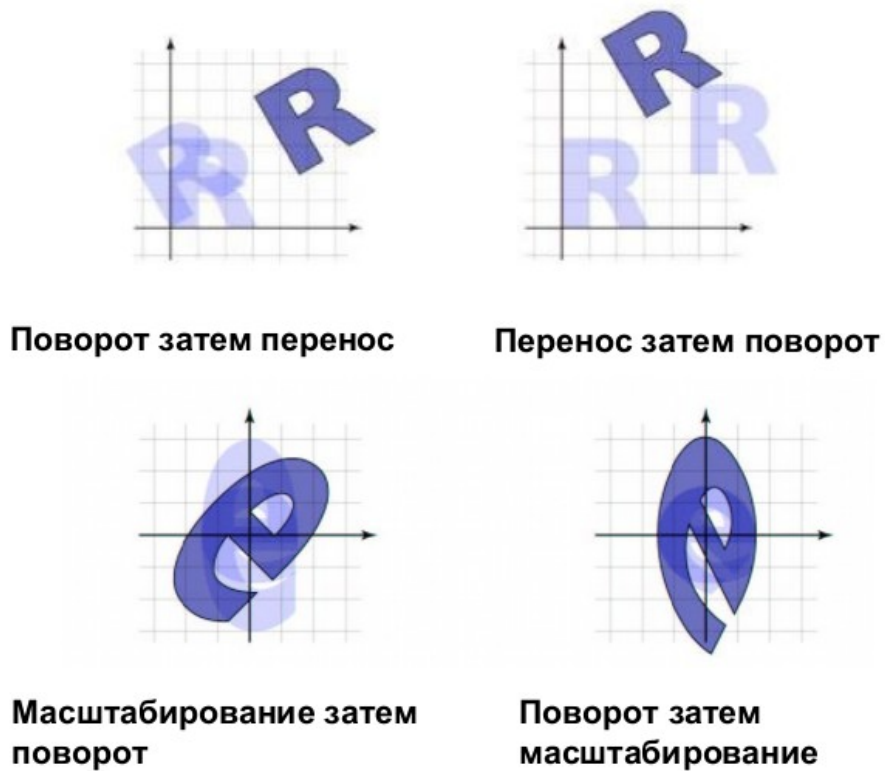 Поворот затем перенос
Перенос затем поворот
Масштабирование затем
поворот
Поворот затем
масштабирование